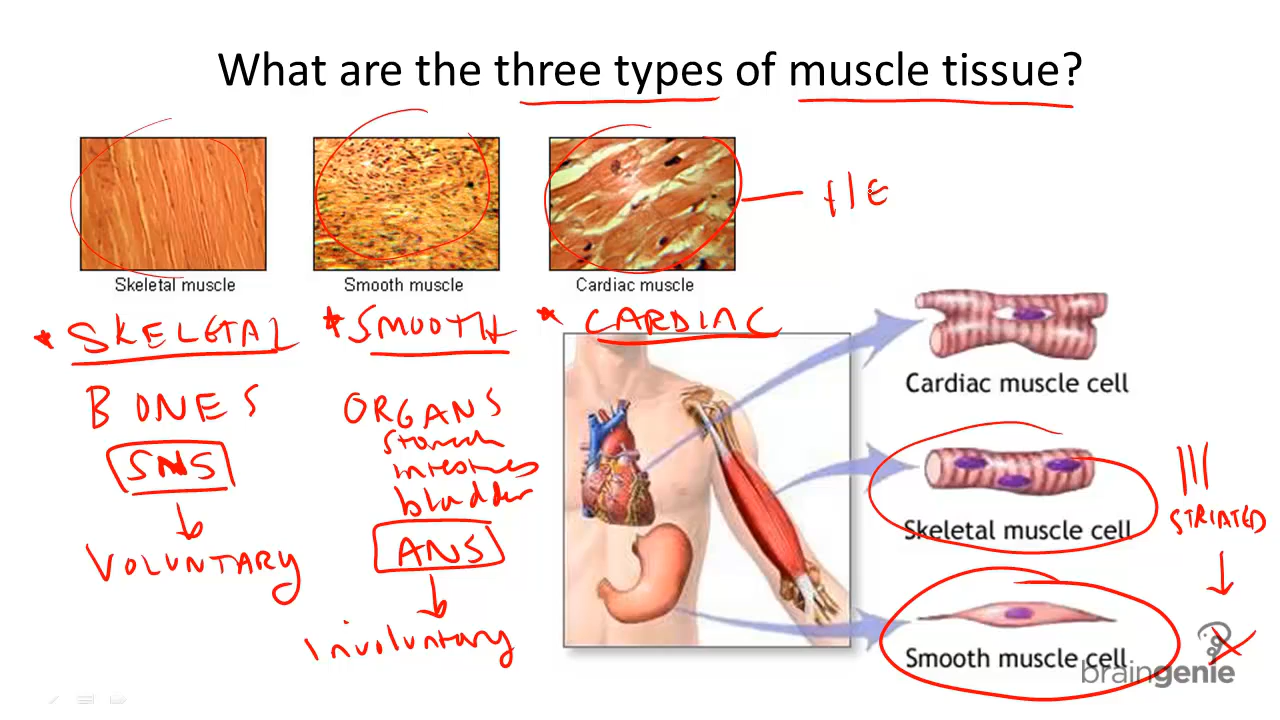 What are the three types of muscle tissue?
Skeletal muscle
Smooth muscle
Cardiac muscle
SKELETAL
SMOOTH
CARDIAC
BONES
SNS
VOLUNTARY
ORGANS
stomach
intestines
bladder
ANS
Involuntary
Cardiac muscle cell
Skeletal muscle cell
STRIATED
Smooth muscle cell
braingenie